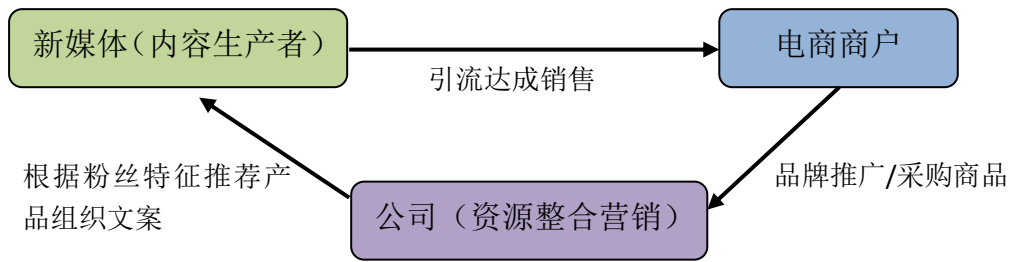 新媒体（内容生产者）
电商商户
引流达成销售
根据粉丝特征推荐产
品组织文案
品牌推广/采购商品
公司（资源整合营销）